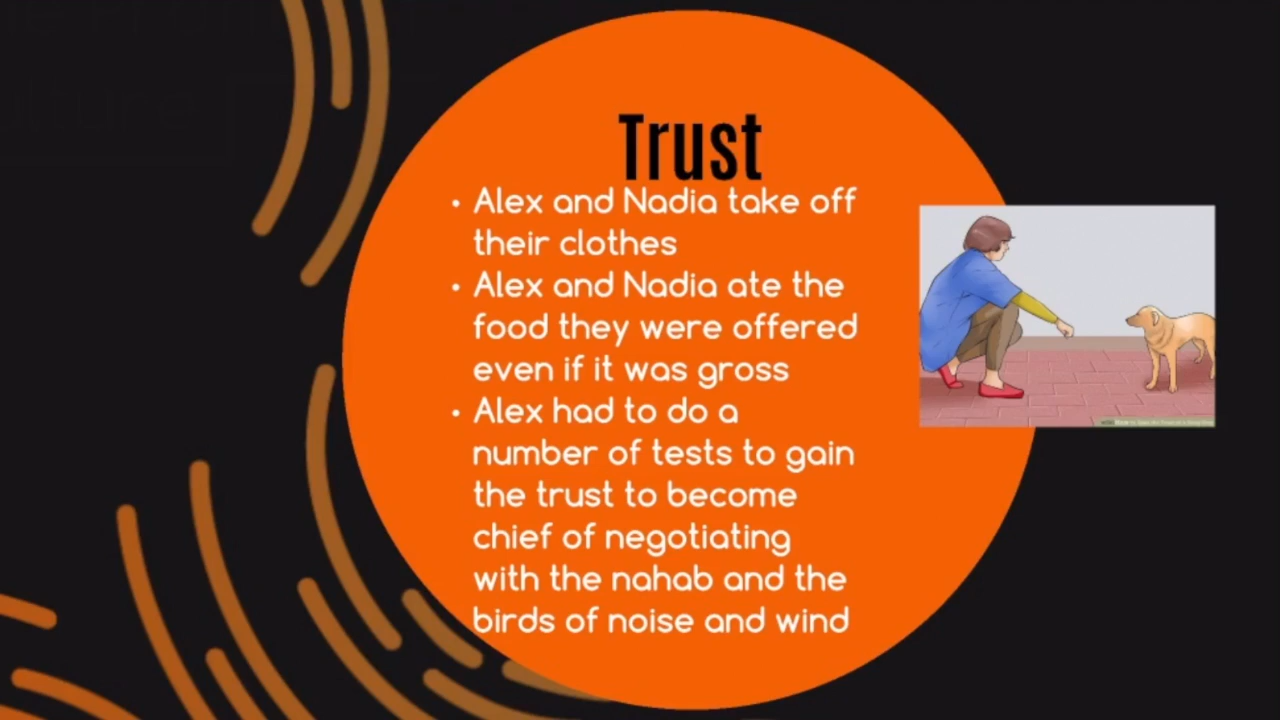 Trust
• Alex and Nadia take off
their clothes
• Alex and Nadia ate the
food they were offered
even if it was gross
• Alex had to do a
number of tests to gain
the trust to become
chief of negotiating
with the nahab and the
birds of noise and wind